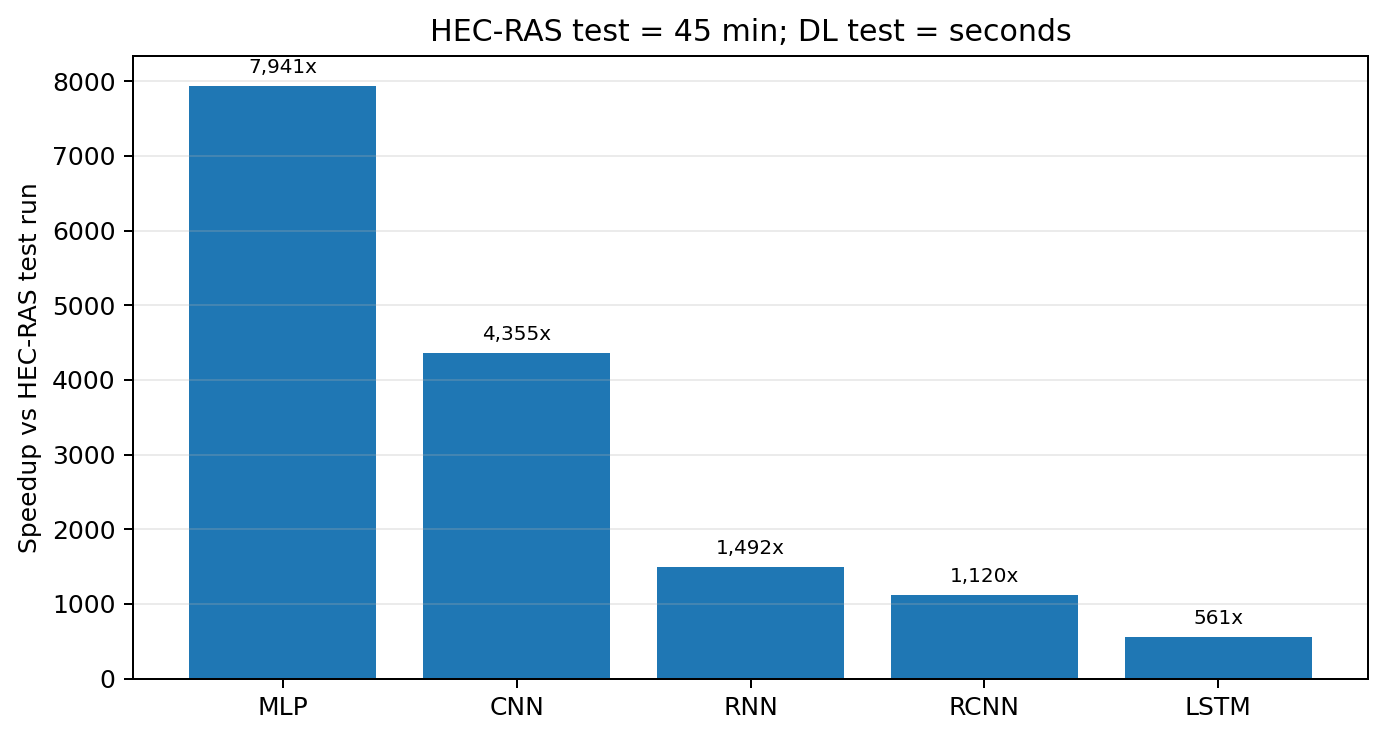 HEC-RAS test = 45 min; DL test = seconds
Speedup vs HEC-RAS test run
8000
7000
6000
5000
4000
3000
2000
1000
0
7,941x
4,355x
1,492x
1,120x
561x
MLP
CNN
RNN
RCNN
LSTM